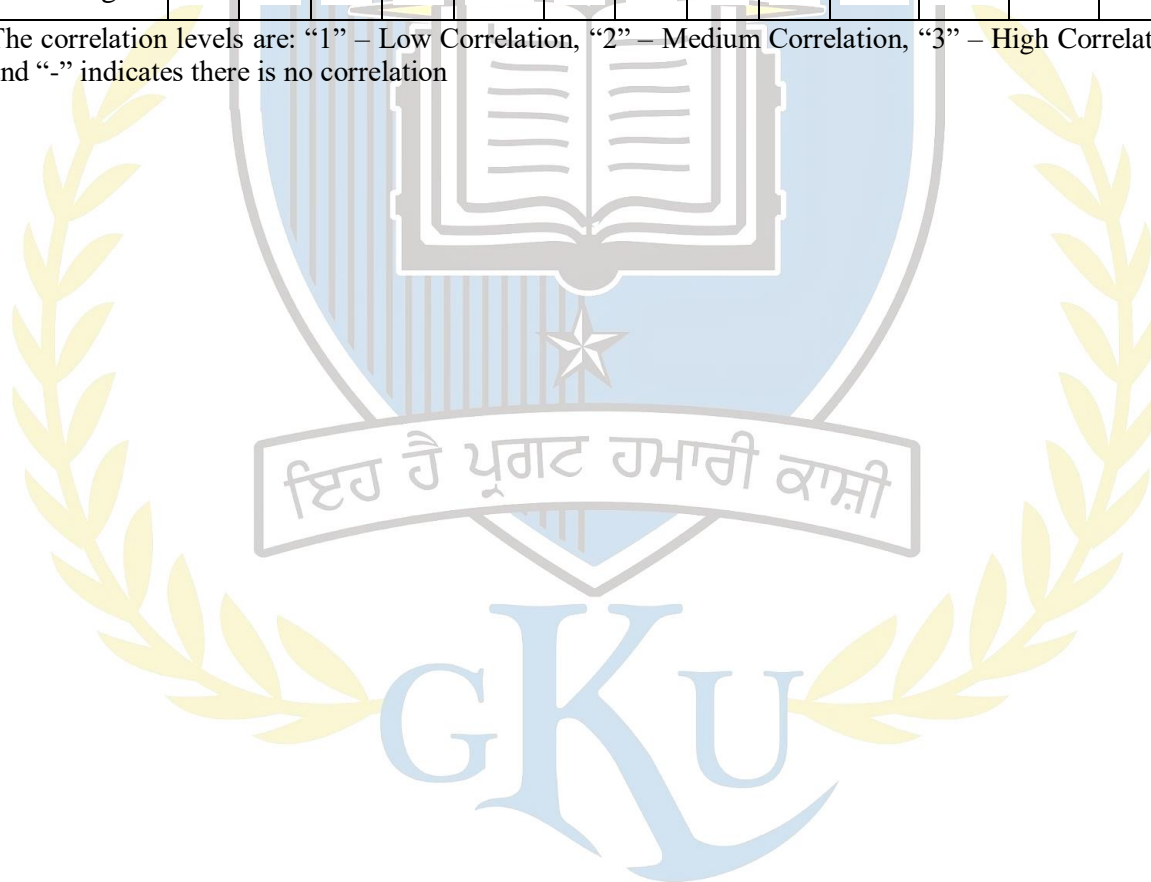 The correlation levels are: “1” – Low Correlation, “2” – Medium Correlation, “3” – High
and “-” indicates there is no correlation
ਇਹ ਹੈ ਪ੍ਰਗਟ ਹਮਾਰੀ ਕਾਸ਼ੀ
GKU